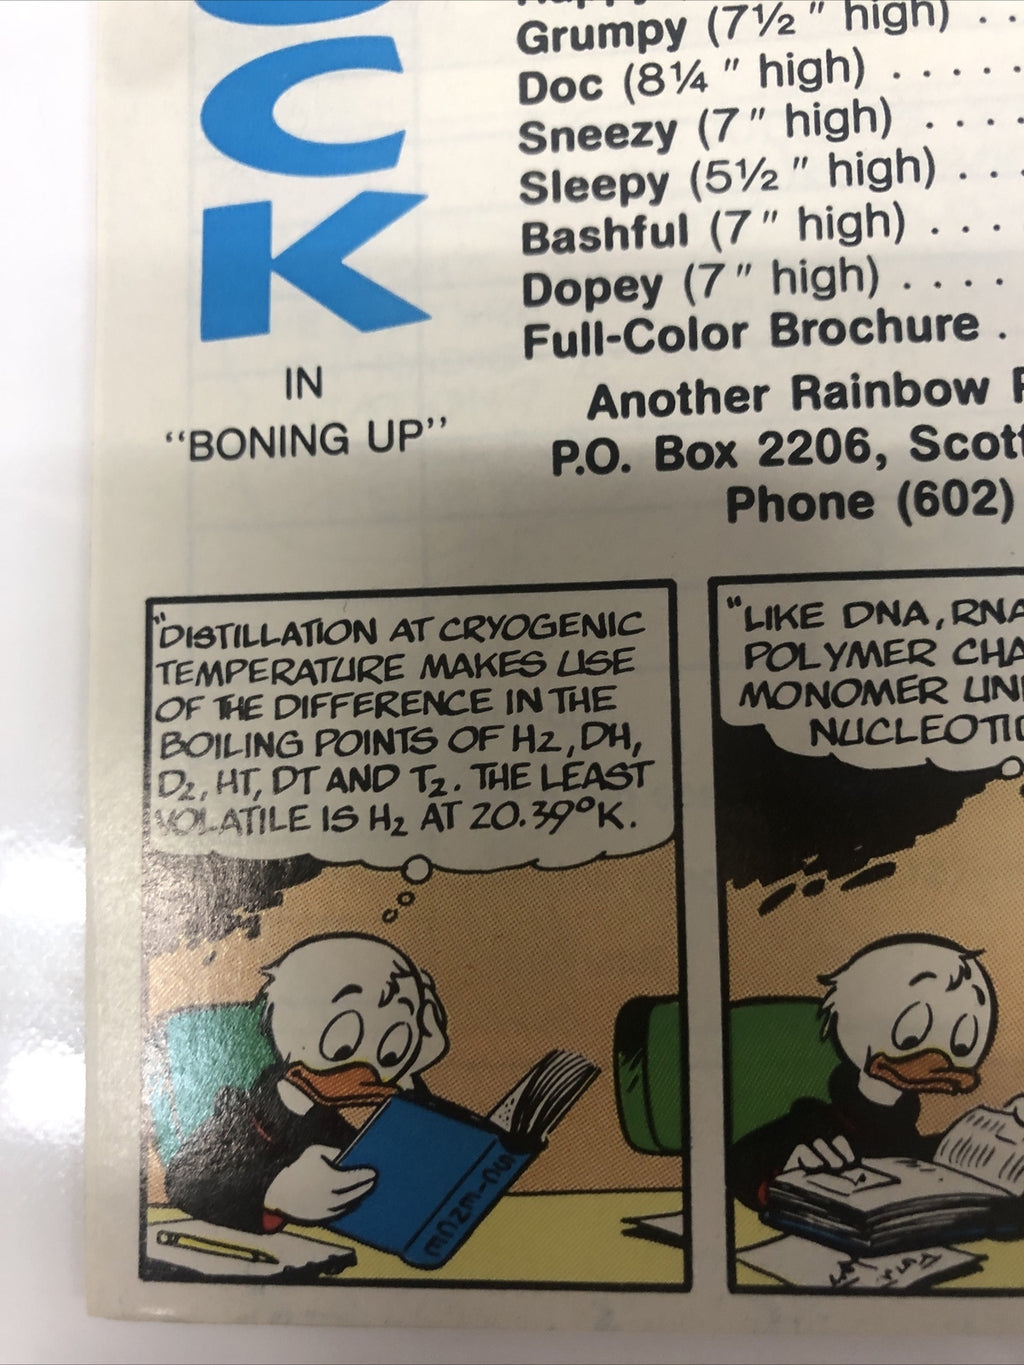 C
K
IN
"BONING UP"
Grumpy (7½" high) . .
Doc (8¼" high) . . . . .
Sneezy (7" high) . . . .
Sleepy (5½" high) . . .
Bashful (7" high) . . .
Dopey (7" high) . . . .
Full-Color Brochure .
Another Rainbow P
P.O. Box 2206, Scott
Phone (602)
"DISTILLATION AT CRYOGENIC
TEMPERATURE MAKES USE
OF THE DIFFERENCE IN THE
BOILING POINTS OF H2, DH,
D2, HT, DT AND T2. THE LEAST
VOLATILE IS H2 AT 20.39°K.
"LIKE DNA, RNA
POLYMER CHA
MONOMER UNI
NUCLEOTID